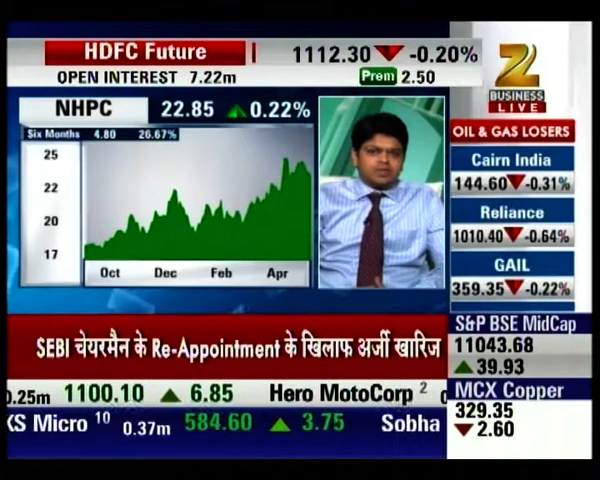 HDFC Future 1112.30 -0.20%
OPEN INTEREST 7.22m Prem 2.50
Z
BUSINESS
LIVE
NHPC 22.85 0.22%
Six Months 4.80 26.67%
25
22
20
17
Oct Dec Feb Apr
OIL & GAS LOSERS
Cairn India
144.60 -0.31%
Reliance
1010.40 -0.64%
GAIL
359.35 -0.22%
S&P BSE MidCap
11043.68
39.93
MCX Copper
329.35
2.60
SEBI चेयरमैन के Re-Appointment के खिलाफ अर्जी खारिज
0.25m 1100.10 6.85 Hero MotoCorp 2
KS Micro 10 0.37m 584.60 3.75 Sobha